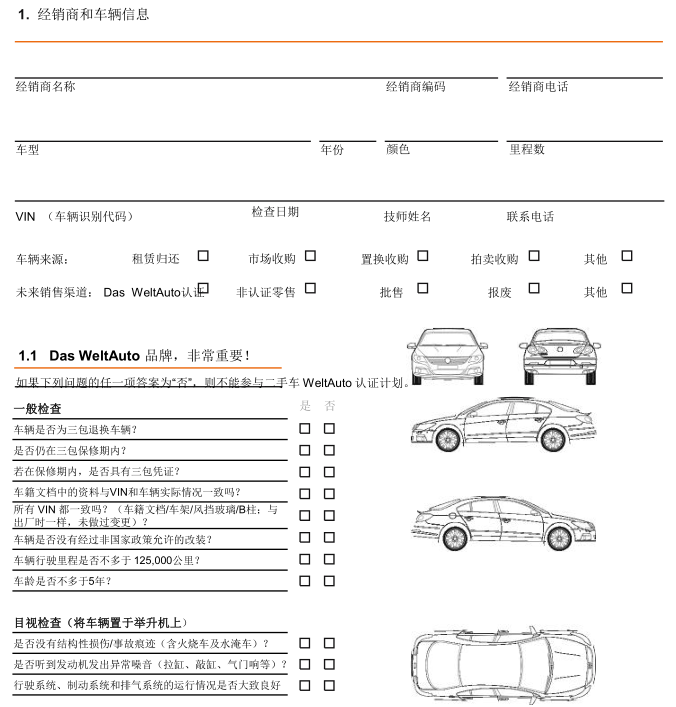 1. 经销商和车辆信息
经销商名称 经销商编码 经销商电话
车型 年份 颜色 里程数
VIN （车辆识别代码） 检查日期 技师姓名 联系电话
车辆来源： 租赁归还 市场收购 置换收购 拍卖收购 其他
未来销售渠道： Das WeltAuto认证 非认证零售 批售 报废 其他
1.1 Das WeltAuto 品牌，非常重要！
如果下列问题的任一项答案为“否”，则不能参与二手车 WeltAuto 认证计划。
一般检查 是 否
车辆是否为三包退换车辆？
是否仍在三包保修期内？
若在保修期内，是否具有三包凭证？
车籍文档中的资料与VIN和车辆实际情况一致吗？
所有 VIN 都一致吗？（车籍文档/车架/风挡玻璃/B柱；与
出厂时一样，未做过变更）？
车辆是否没有经过非国家政策允许的改装？
车辆行驶里程是否不多于 125,000公里？
车龄是否不多于5年？
目视检查（将车辆置于举升机上）
是否没有结构性损伤/事故痕迹（含火烧车及水淹车）？
是否听到发动机发出异常噪音（拉缸、敲缸、气门响等）？
行驶系统、制动系统和排气系统的运行情况是否大致良好